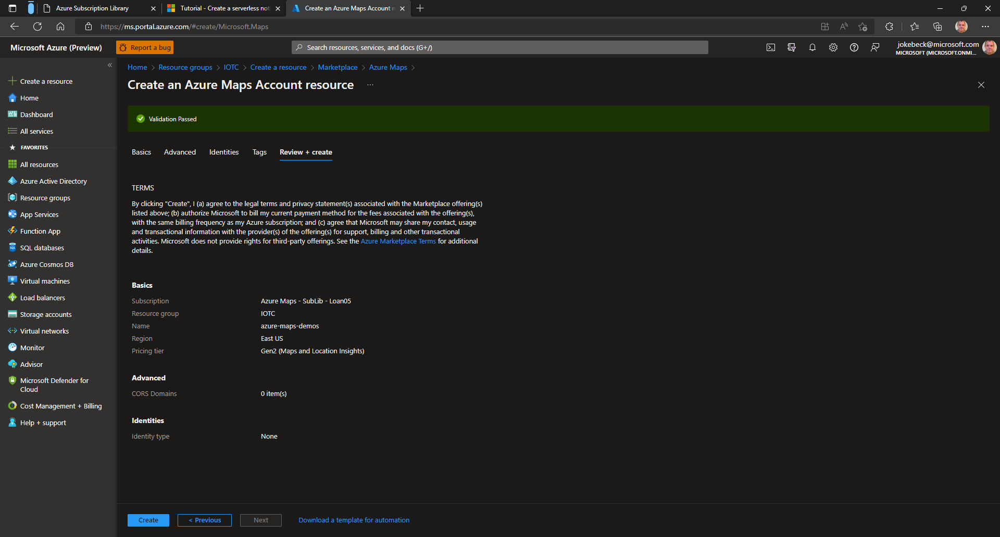 Azure Subscription Library
Tutorial - Create a serverless not
Create an Azure Maps Account r
https://ms.portal.azure.com/#create/Microsoft.Maps
Microsoft Azure (Preview)
Report a bug
Search resources, services, and docs (G+/)
jokebeck@microsoft.com
MICROSOFT (MICROSOFT.ONMI...
Home > Resource groups > IOTC > Create a resource > Marketplace > Azure Maps >
Create an Azure Maps Account resource ...
Create a resource
Home
Dashboard
All services
FAVORITES
All resources
Azure Active Directory
Resource groups
App Services
Function App
SQL databases
Azure Cosmos DB
Virtual machines
Load balancers
Storage accounts
Virtual networks
Monitor
Advisor
Microsoft Defender for
Cloud
Cost Management + Billing
Help + support
Validation Passed
Basics Advanced Identities Tags Review + create
TERMS
By clicking "Create", I (a) agree to the legal terms and privacy statement(s) associated with the Marketplace offering(s)
listed above; (b) authorize Microsoft to bill my current payment method for the fees associated with the offering(s),
with the same billing frequency as my Azure subscription; and (c) agree that Microsoft may share my contact, usage
and transactional information with the provider(s) of the offering(s) for support, billing and other transactional
activities. Microsoft does not provide rights for third-party offerings. See the Azure Marketplace Terms for additional
details.
Basics
Subscription Azure Maps - SubLib - Loan05
Resource group IOTC
Name azure-maps-demos
Region East US
Pricing tier Gen2 (Maps and Location Insights)
Advanced
CORS Domains 0 item(s)
Identities
Identity type None
Create < Previous Next Download a template for automation